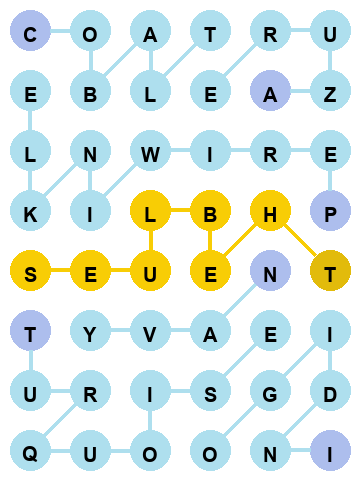 C O A T R U
E B L E A Z
L N W I R E
K I L B H P
S E U E N T
T Y V A E I
U R I S G D
Q U O O N I